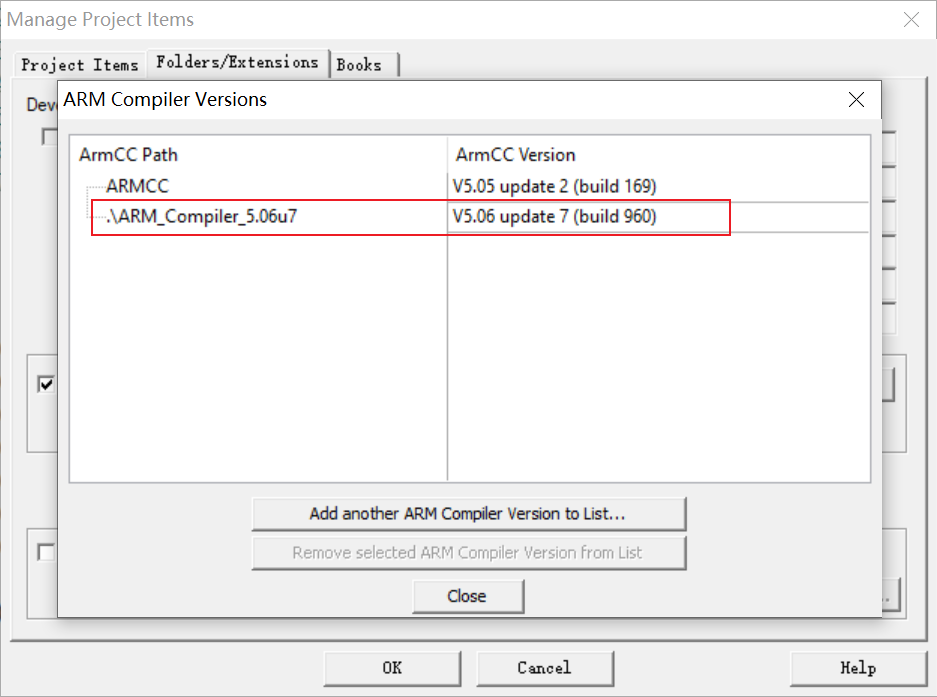 Manage Project Items
Project Items Folders/Extensions Books
Dev
ARM Compiler Versions
ArmCC Path ArmCC Version
ARMCC V5.05 update 2 (build 169)
.\ARM_Compiler_5.06u7 V5.06 update 7 (build 960)
Add another ARM Compiler Version to List...
Remove selected ARM Compiler Version from List
Close
OK Cancel Help